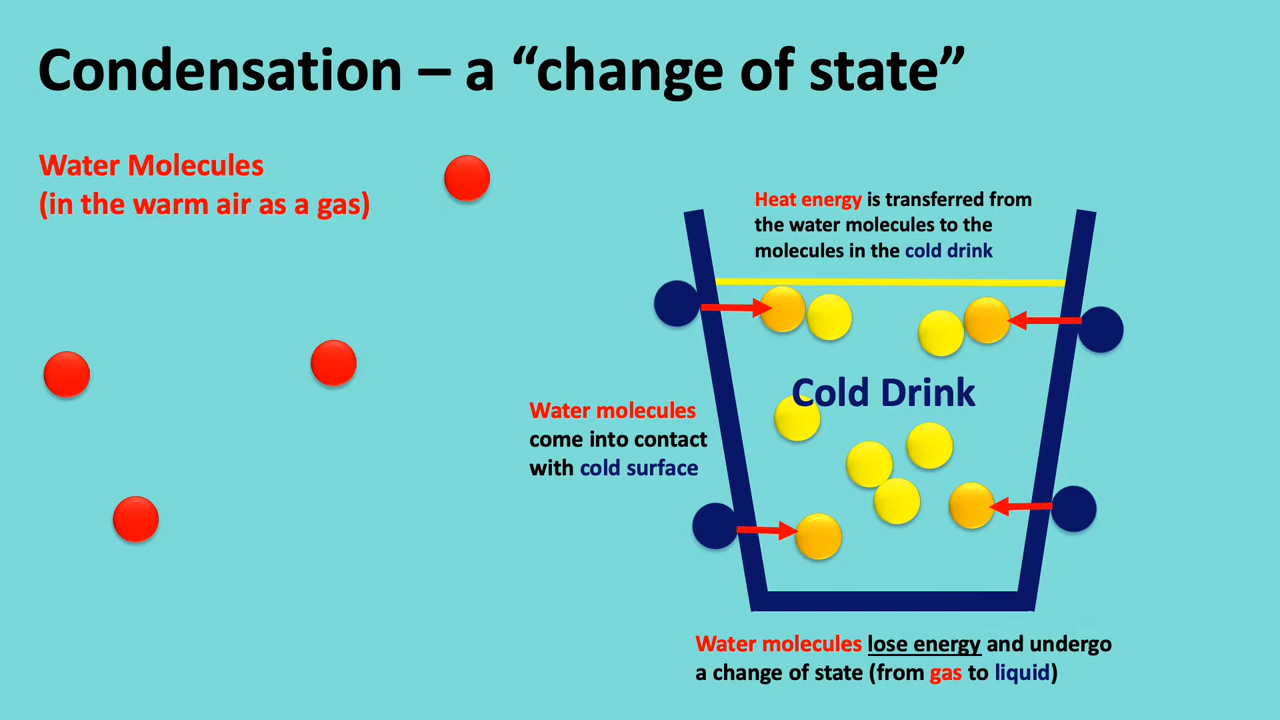 Condensation – a “change of state”
Water Molecules
(in the warm air as a gas)
Heat energy is transferred from
the water molecules to the
molecules in the cold drink
Cold Drink
Water molecules
come into contact
with cold surface
Water molecules lose energy and undergo
a change of state (from gas to liquid)